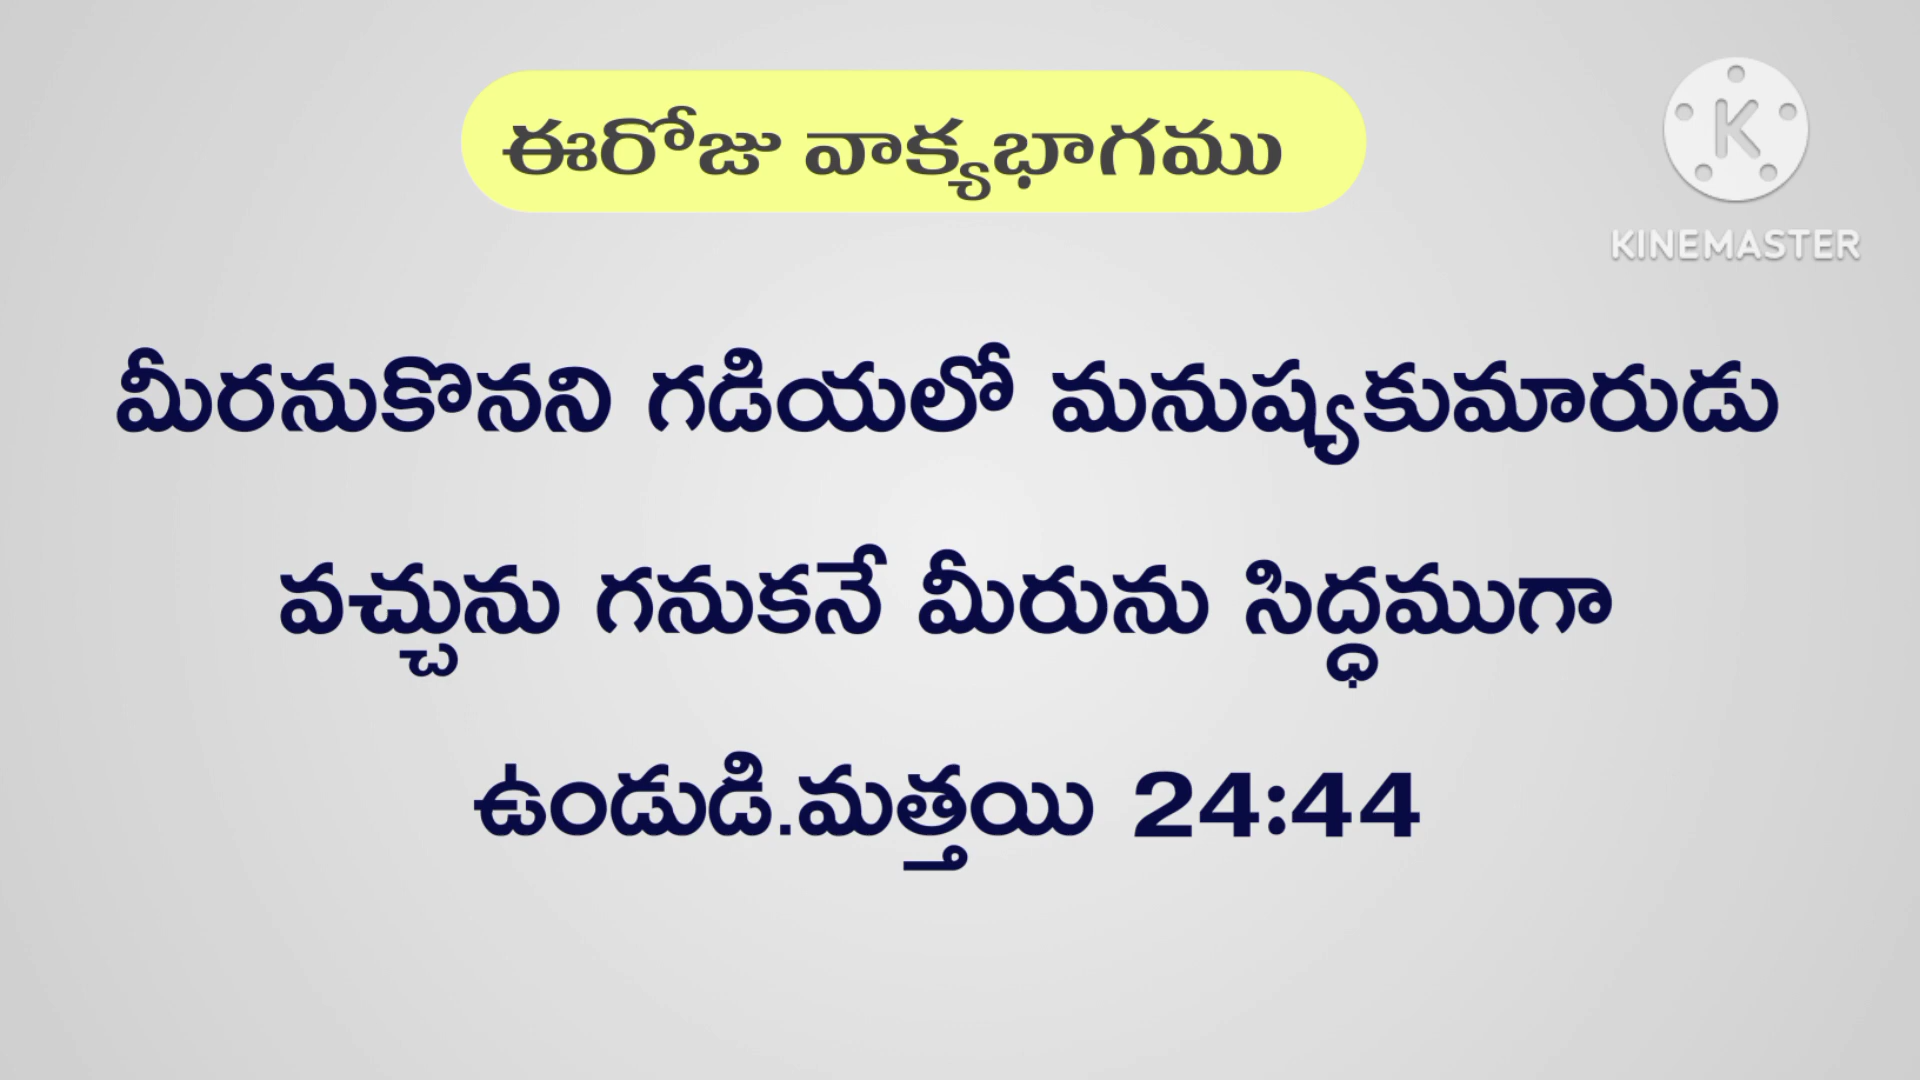 ఈరోజు వాక్యభాగము
KINEMASTER
మీరనుకొనని గడియలో మనుష్యకుమారుడు
వచ్చును గనుకనే మీరును సిద్ధముగా
ఉండుడి.మత్తయి 24:44